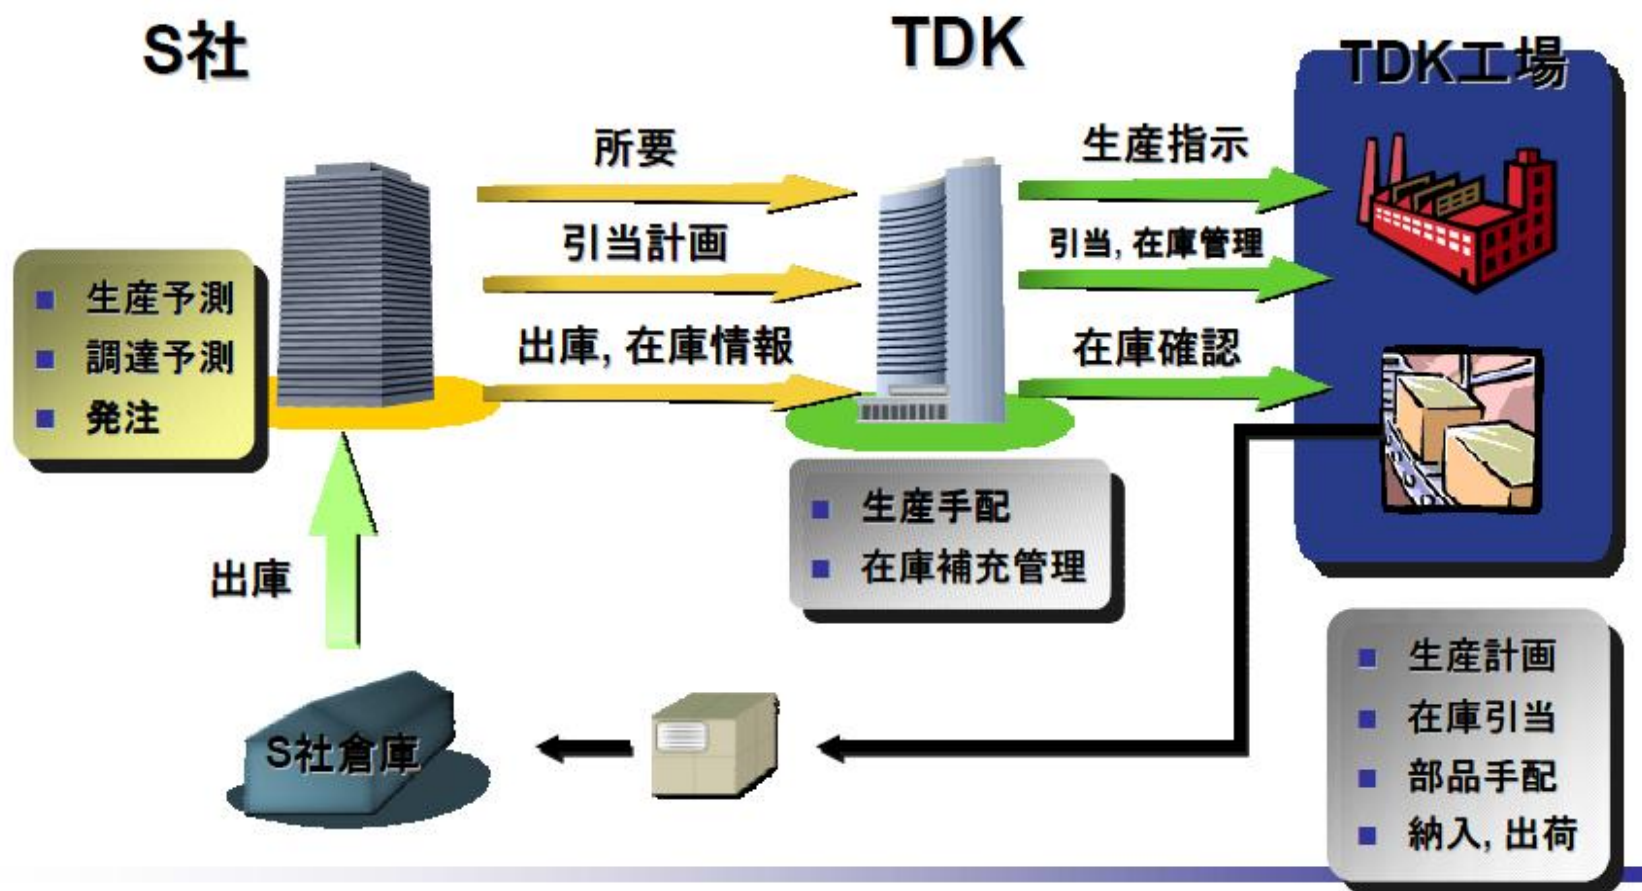 S社
TDK
TDK工場
所要
引当計画
出庫, 在庫情報
生産指示
引当, 在庫管理
在庫確認
生産予測
調達予測
発注
生産手配
在庫補充管理
出庫
S社倉庫
生産計画
在庫引当
部品手配
納入, 出荷